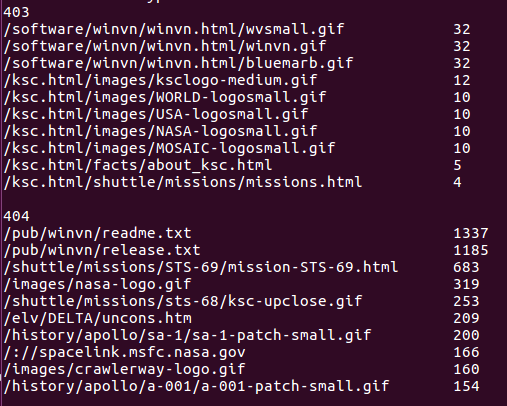 403
/software/winvn/winvn.html/wvsmall.gif 32
/software/winvn/winvn.html/winvn.gif 32
/software/winvn/winvn.html/bluemarb.gif 32
/ksc.html/images/ksclogo-medium.gif 12
/ksc.html/images/WORLD-logosmall.gif 10
/ksc.html/images/USA-logosmall.gif 10
/ksc.html/images/NASA-logosmall.gif 10
/ksc.html/images/MOSAIC-logosmall.gif 10
/ksc.html/facts/about_ksc.html 5
/ksc.html/shuttle/missions/missions.html 4
404
/pub/winvn/readme.txt 1337
/pub/winvn/release.txt 1185
/shuttle/missions/STS-69/mission-STS-69.html 683
/images/nasa-logo.gif 319
/shuttle/missions/sts-68/ksc-upclose.gif 253
/elv/DELTA/uncons.htm 209
/history/apollo/sa-1/sa-1-patch-small.gif 200
/://spacelink.msfc.nasa.gov 166
/images/crawlerway-logo.gif 160
/history/apollo/a-001/a-001-patch-small.gif 154